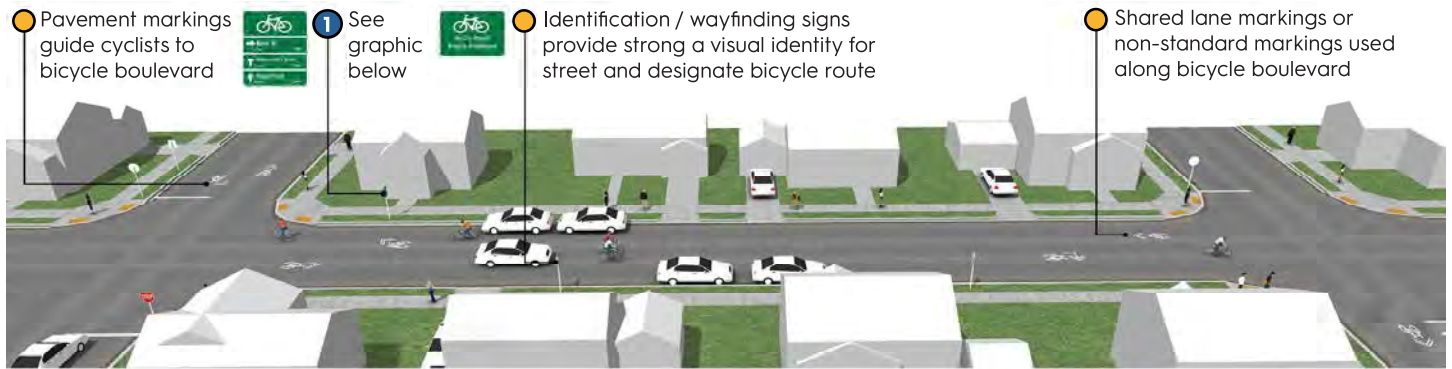 Pavement markings
guide cyclists to
bicycle boulevard
1
See
graphic
below
Identification / wayfinding signs
provide strong a visual identity for
street and designate bicycle route
Shared lane markings or
non-standard markings used
along bicycle boulevard